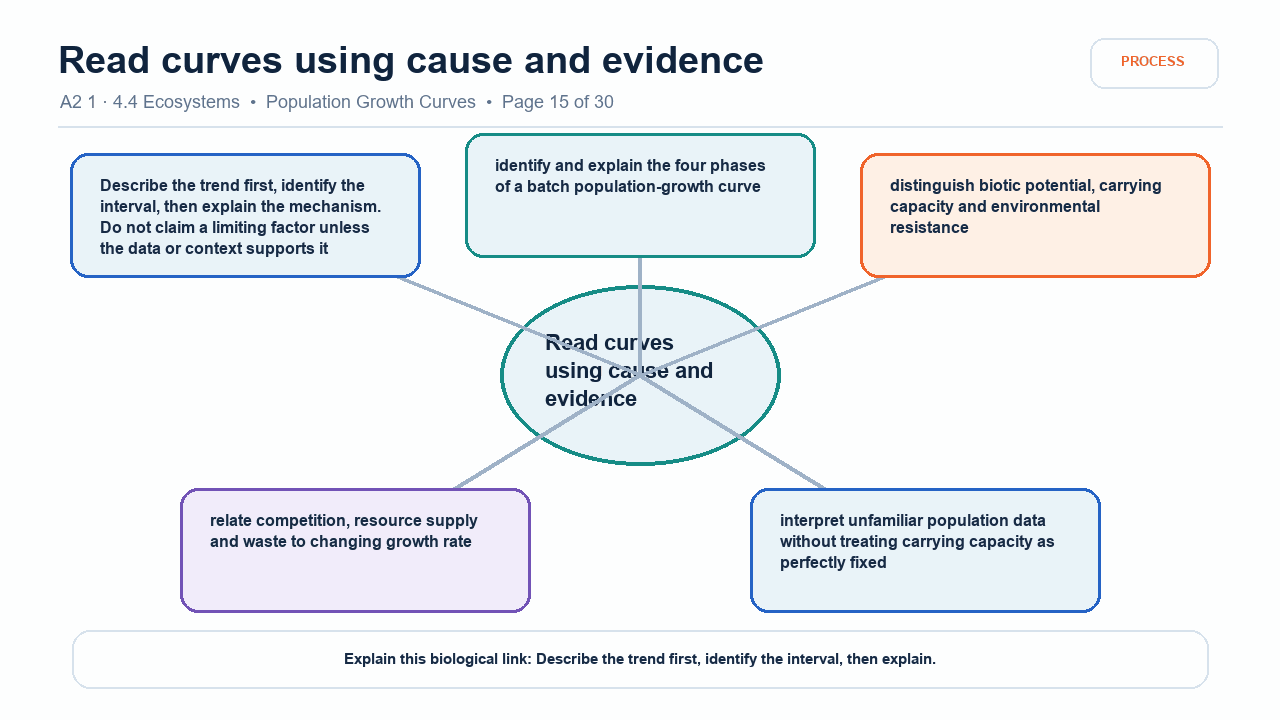 Read curves using cause and evidence
PROCESS
A2 1 · 4.4 Ecosystems • Population Growth Curves • Page 15 of 30
Describe the trend first, identify the
interval, then explain the mechanism.
Do not claim a limiting factor unless
the data or context supports it
identify and explain the four phases
of a batch population-growth curve
distinguish biotic potential, carrying
capacity and environmental
resistance
Read curves
using cause and
evidence
relate competition, resource supply
and waste to changing growth rate
interpret unfamiliar population data
without treating carrying capacity as
perfectly fixed
Explain this biological link: Describe the trend first, identify the interval, then explain.